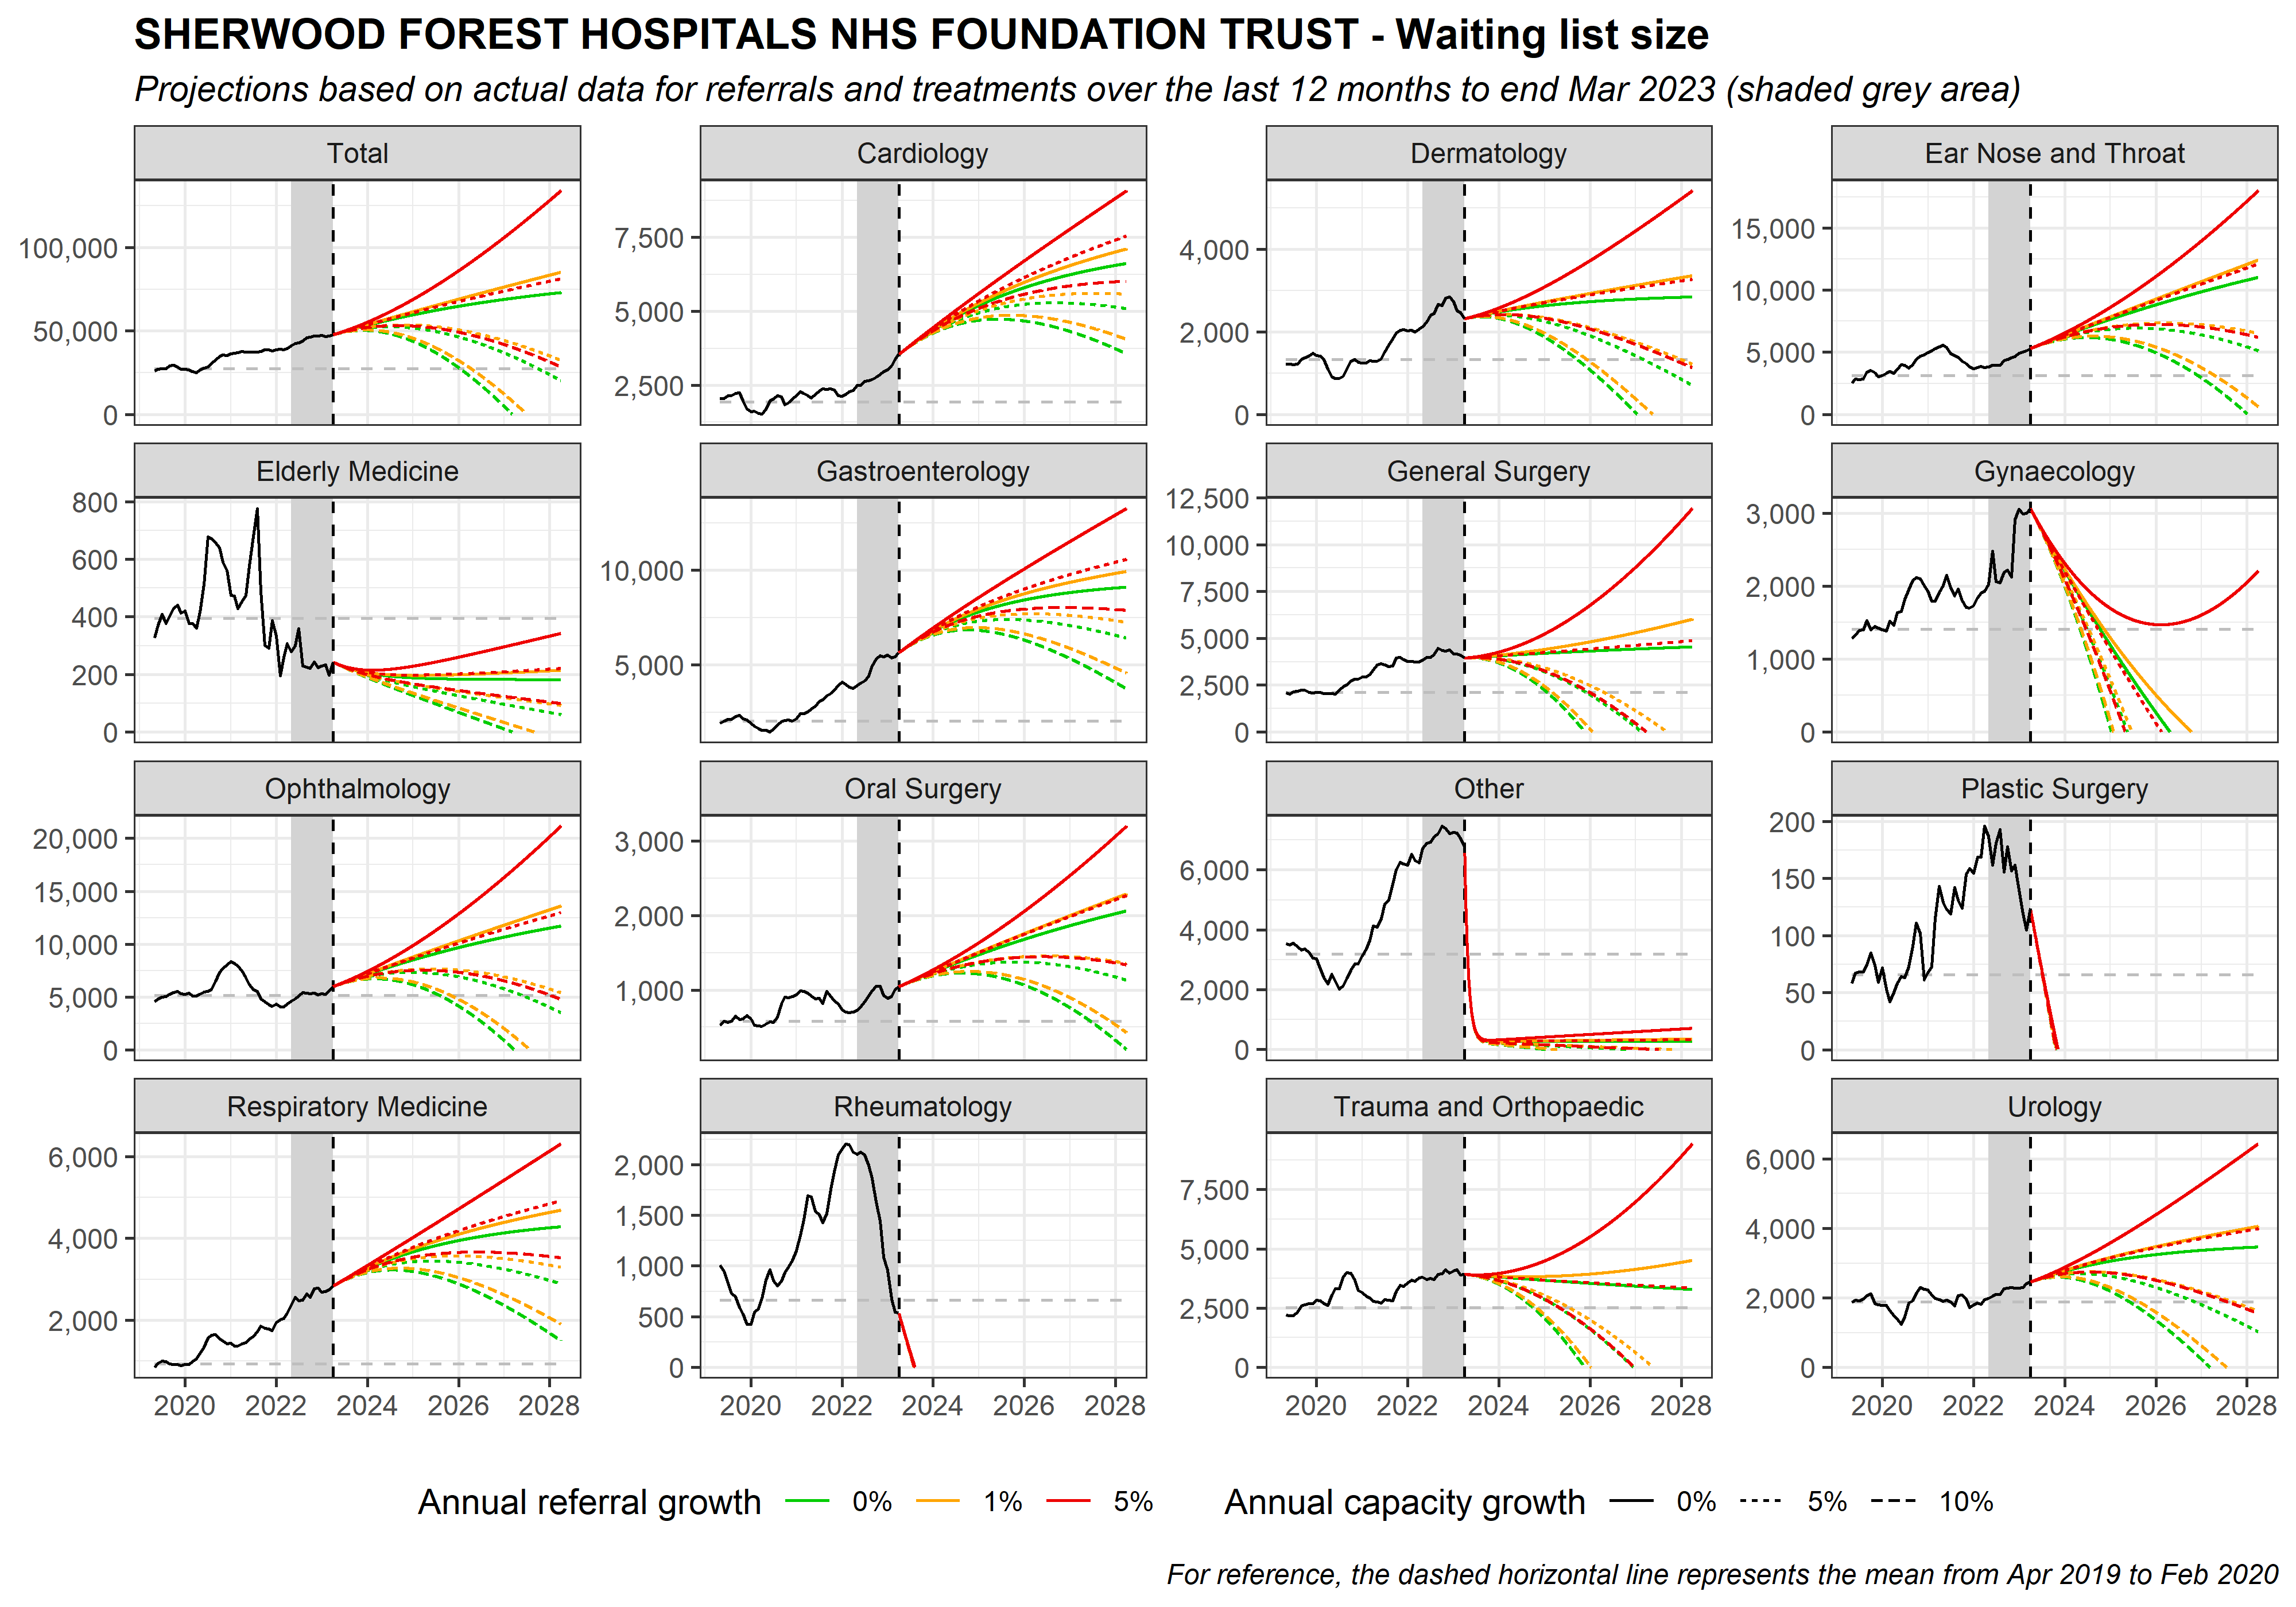 SHERWOOD FOREST HOSPITALS NHS FOUNDATION TRUST - Waiting list size
Projections based on actual data for referrals and treatments over the last 12 months to end Mar 2023 (shaded grey area)
Total
Cardiology
Dermatology
Ear Nose and Throat
100,000
50,000
0
7,500
5,000
2,500
4,000
2,000
0
15,000
10,000
5,000
0
Elderly Medicine
Gastroenterology
General Surgery
Gynaecology
800
600
400
200
0
10,000
5,000
12,500
10,000
7,500
5,000
2,500
0
3,000
2,000
1,000
0
Ophthalmology
Oral Surgery
Other
Plastic Surgery
20,000
15,000
10,000
5,000
0
3,000
2,000
1,000
6,000
4,000
2,000
0
200
150
100
50
0
Respiratory Medicine
Rheumatology
Trauma and Orthopaedic
Urology
6,000
4,000
2,000
2,000
1,500
1,000
500
0
7,500
5,000
2,500
0
6,000
4,000
2,000
0
2020 2022 2024 2026 2028
2020 2022 2024 2026 2028
2020 2022 2024 2026 2028
2020 2022 2024 2026 2028
Annual referral growth 0% 1% 5%
Annual capacity growth 0% 5% 10%
For reference, the dashed horizontal line represents the mean from Apr 2019 to Feb 2020